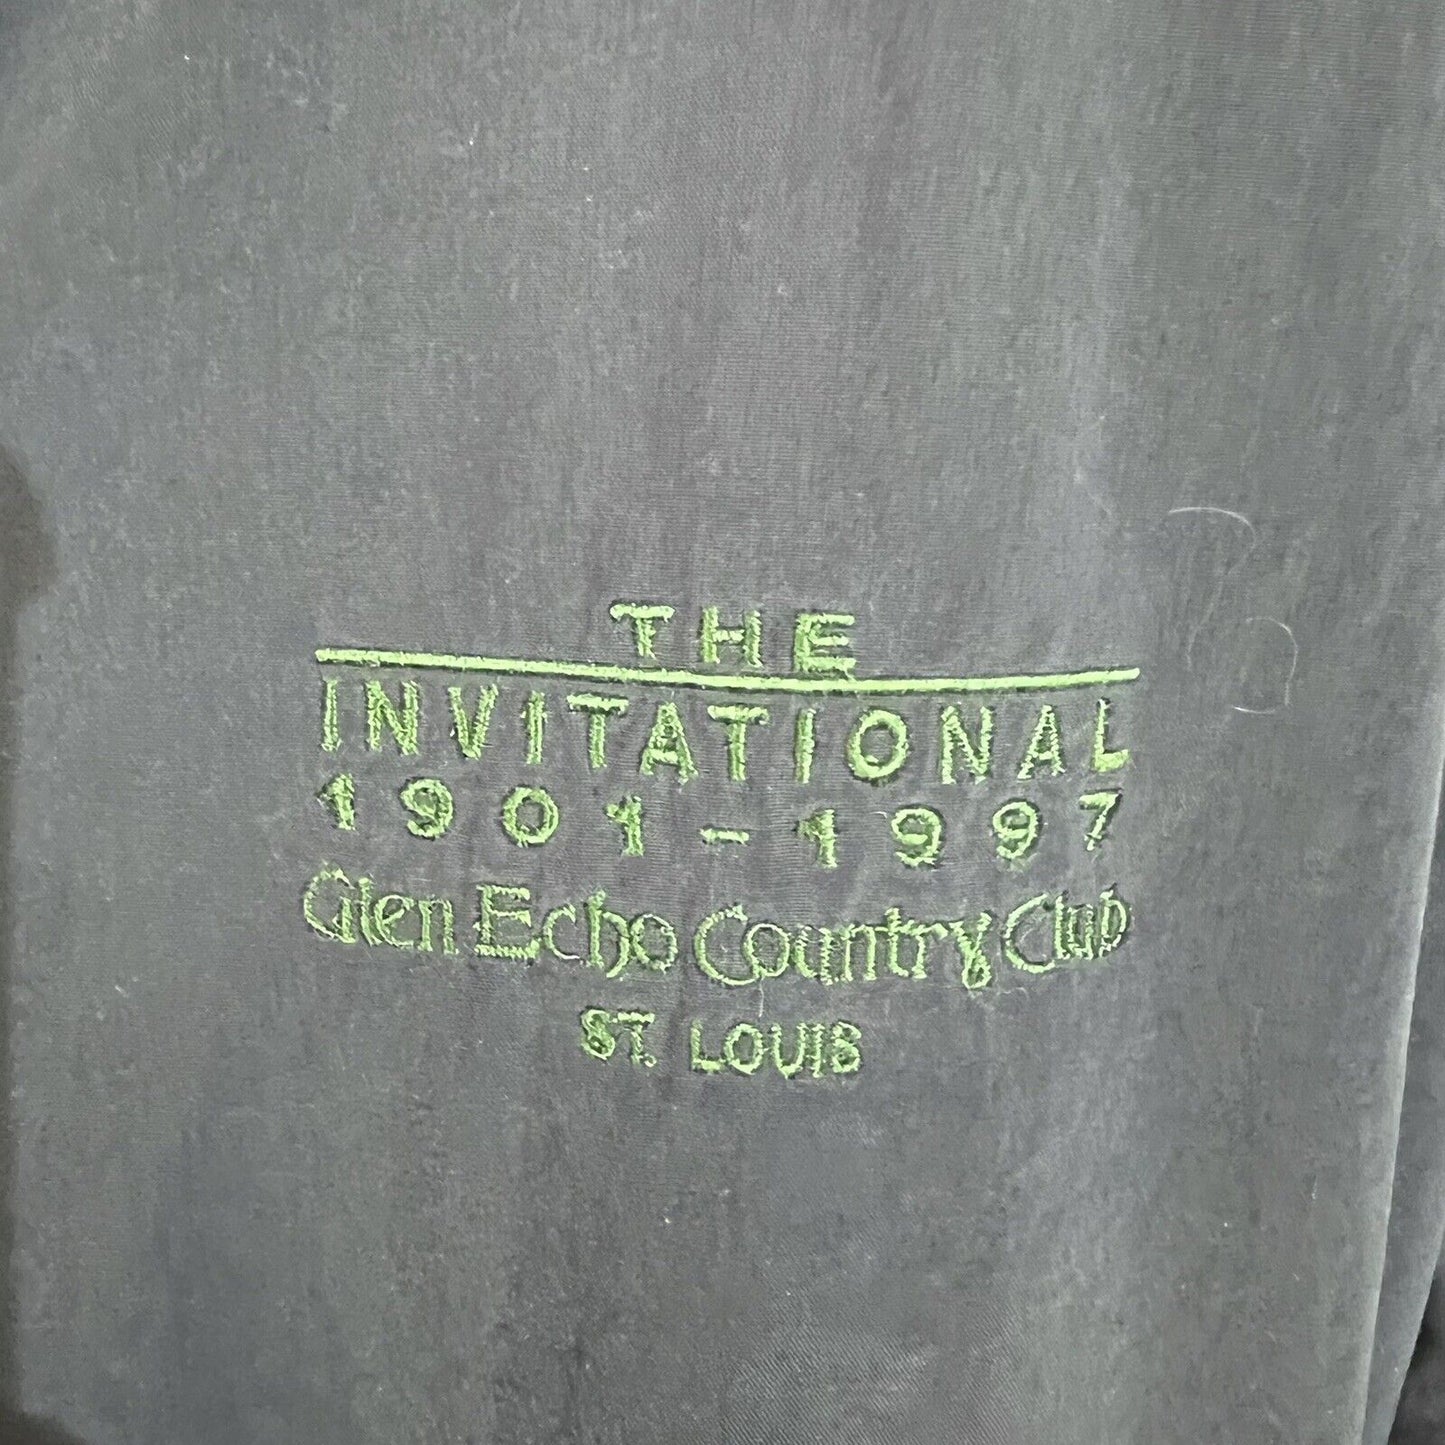 THE
INVITATIONAL
1901-1997
Glen Echo Country Club
ST. LOUIS